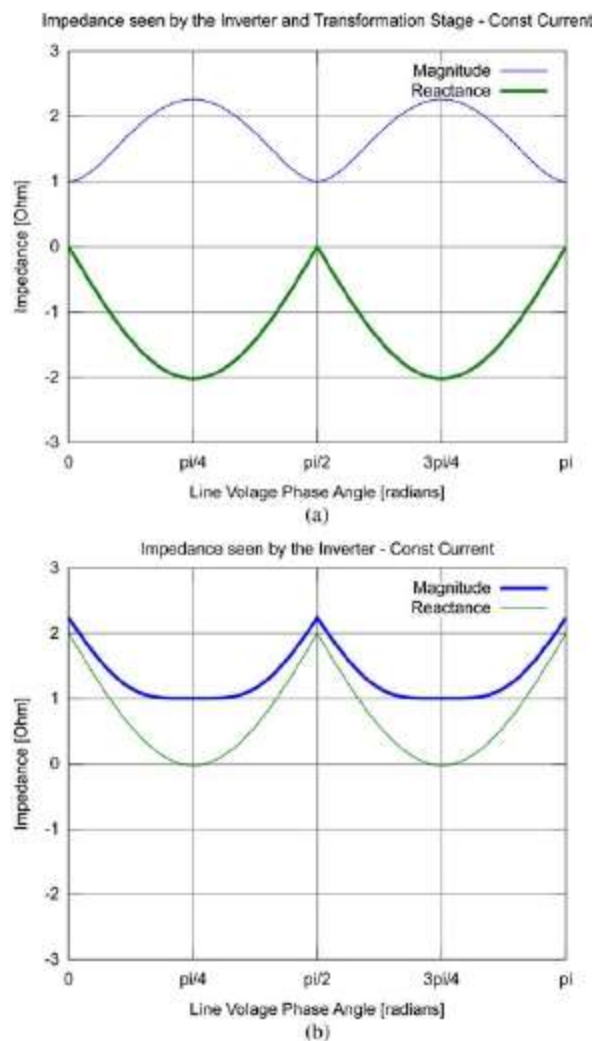 Impedance seen by the Inverter and Transformation Stage - Const Current
3
2
1
0
-1
-2
-3
Impedance [Ohm]
Magnitude
Reactance
0 pi/4 pi/2 3pi/4 pi
Line Volage Phase Angle [radians]
(a)
Impedance seen by the Inverter - Const Current
3
2
1
0
-1
-2
-3
Impedance [Ohm]
Magnitude
Reactance
0 pi/4 pi/2 3pi/4 pi
Line Volage Phase Angle [radians]
(b)